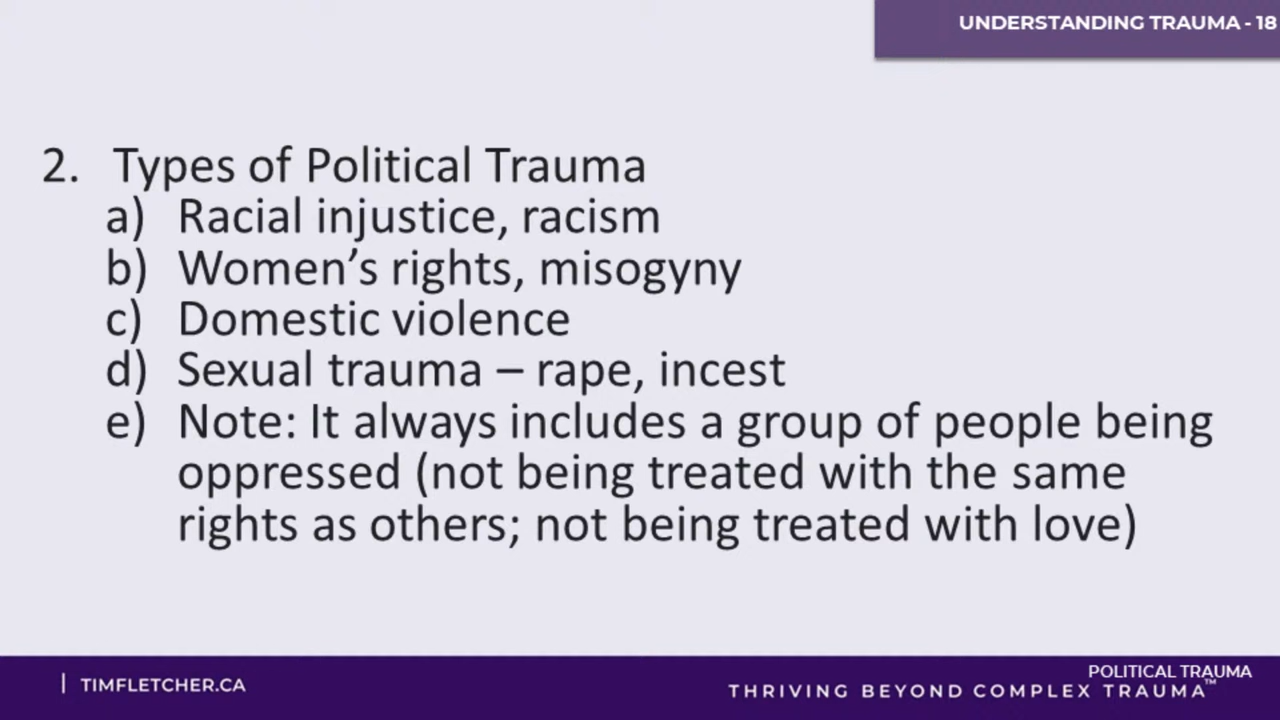 UNDERSTANDING TRAUMA - 18
2. Types of Political Trauma
a) Racial injustice, racism
b) Women’s rights, misogyny
c) Domestic violence
d) Sexual trauma – rape, incest
e) Note: It always includes a group of people being
oppressed (not being treated with the same
rights as others; not being treated with love)
| TIMFLETCHER.CA
POLITICAL TRAUMA
THRIVING BEYOND COMPLEX TRAUMA™